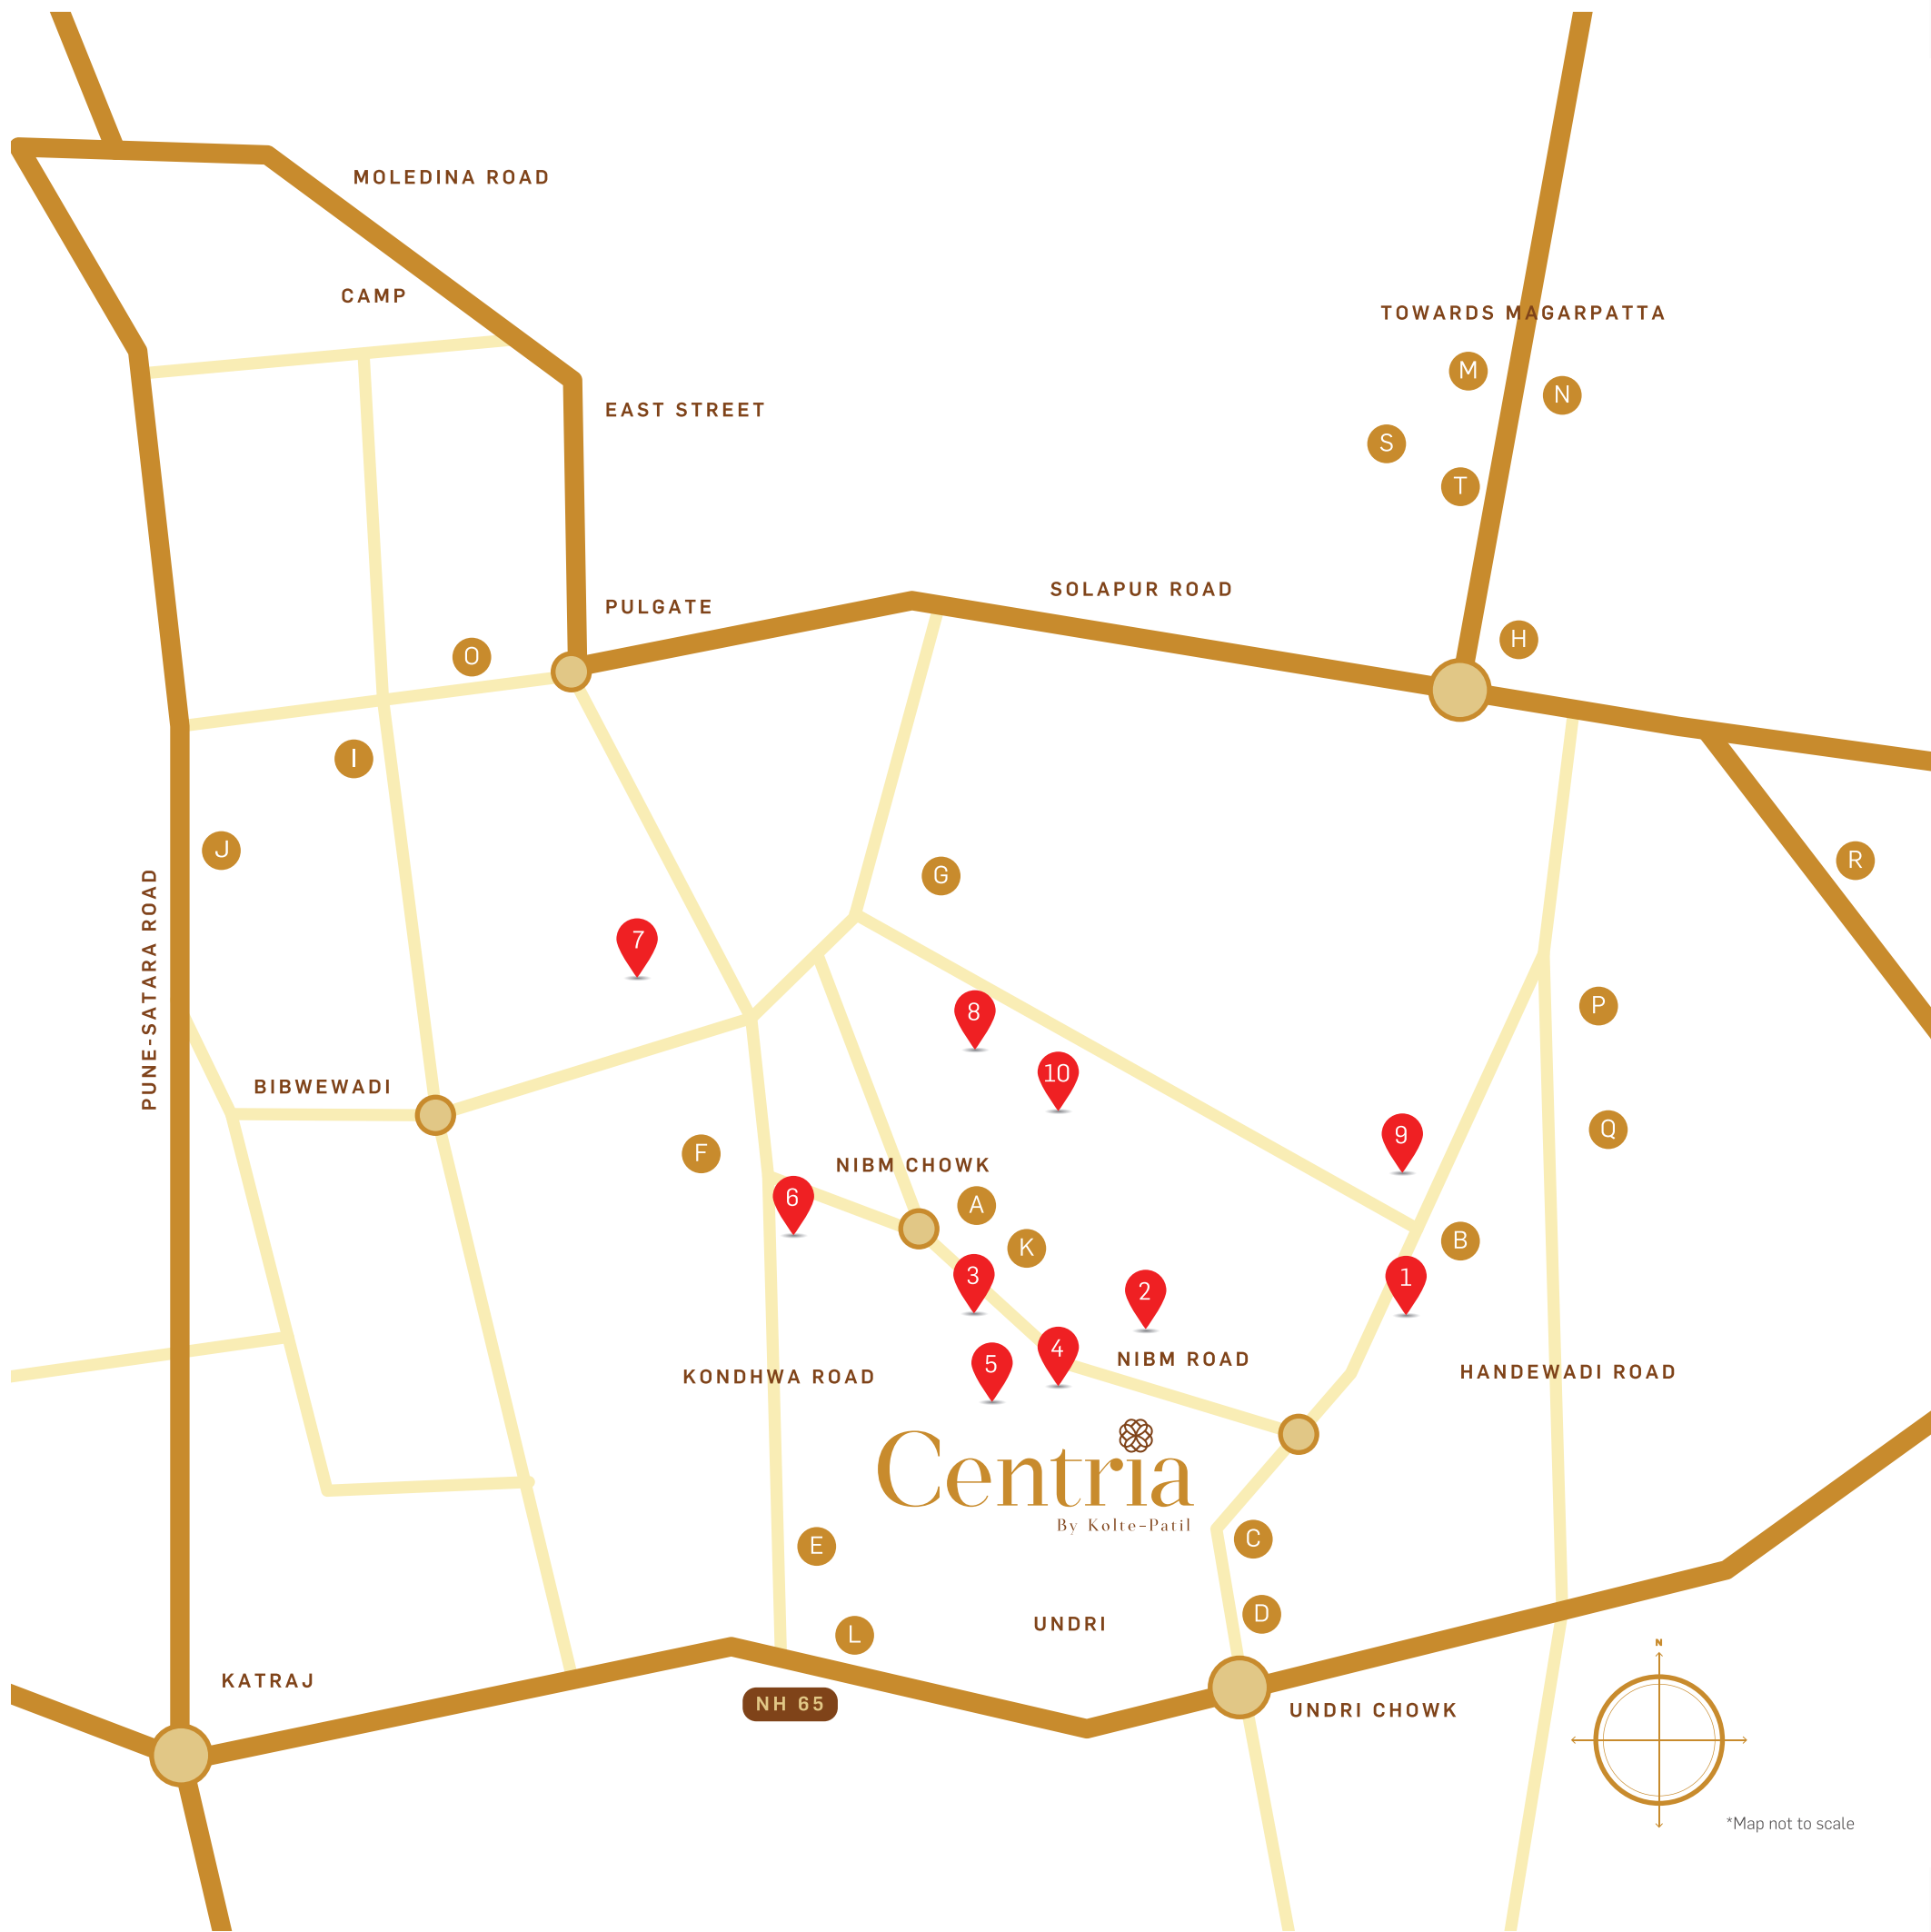 MOLEDINA ROAD
CAMP
TOWARDS MAGARPATTA
M
N
EAST STREET
S
T
SOLAPUR ROAD
PULGATE
H
O
I
J
R
G
7
PUNE-SATARA ROAD
P
8
10
BIBWEWADI
Q
9
F
NIBM CHOWK
6
A
B
K
3
1
2
4
NIBM ROAD
5
HANDEWADI ROAD
KONDHWA ROAD
Centria
By Kolte-Patil
C
E
D
UNDRI
L
N
KATRAJ
NH 65
UNDRI CHOWK
*Map not to scale